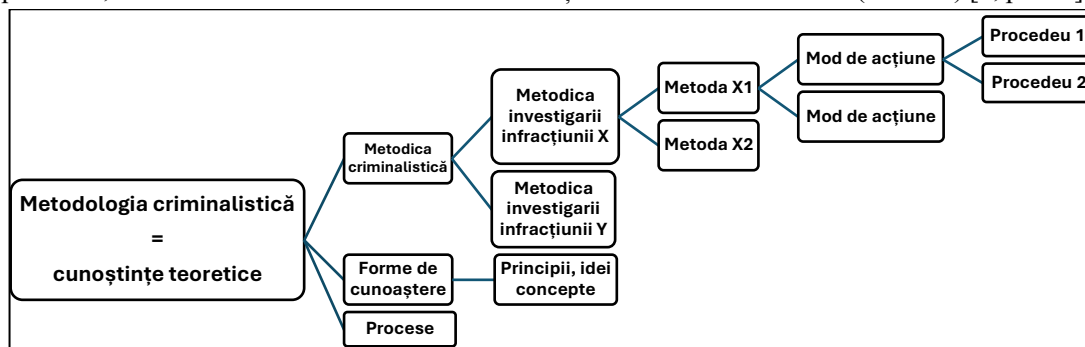 Metodologia criminalistică
=
cunoștințe teoretice
Metodica
criminalistică
Forme de
cunoaștere
Procese
Metodica
investigarii
infracțiunii X
Metodica
investigarii
infracțiunii Y
Principii, idei
concepte
Metoda X1
Metoda X2
Mod de acțiune
Mod de acțiune
Procedeu 1
Procedeu 2